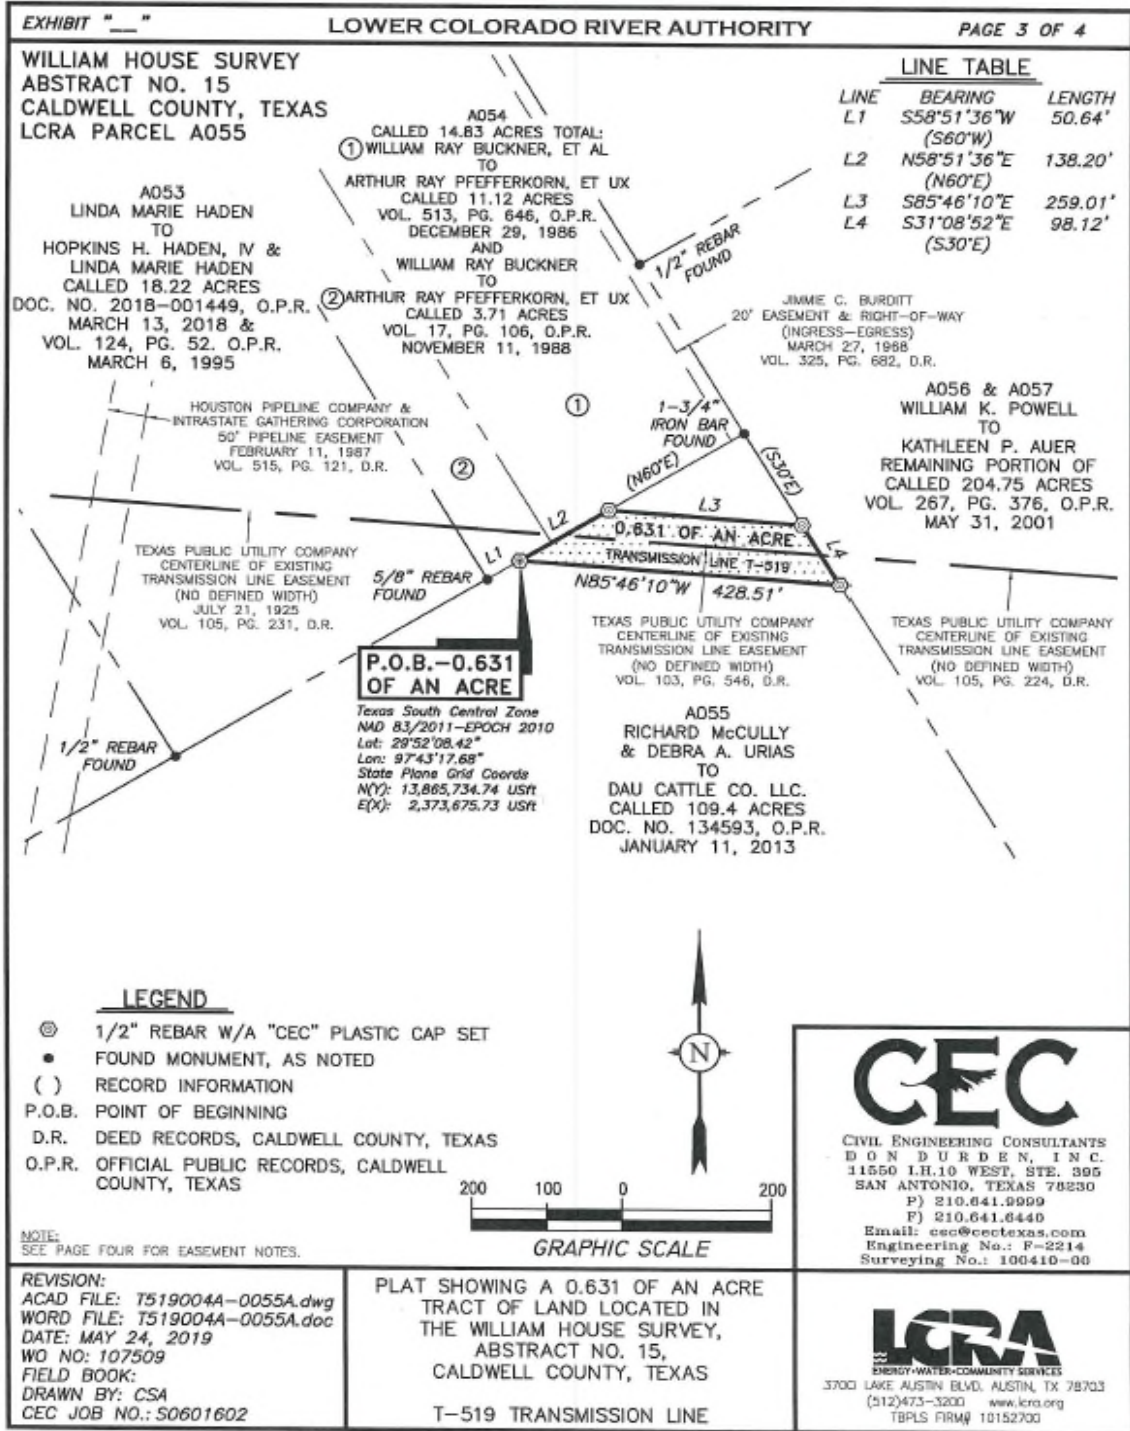 EXHIBIT "__"
LOWER COLORADO RIVER AUTHORITY
PAGE 3 OF 4
WILLIAM HOUSE SURVEY
ABSTRACT NO. 15
CALDWELL COUNTY, TEXAS
LCRA PARCEL A055
LINE TABLE
LINE BEARING LENGTH
L1 S58°51'36"W 50.64'
(S60°W)
L2 N58°51'36"E 138.20'
(N60°E)
L3 S85°46'10"E 259.01'
L4 S31°08'52"E 98.12'
(S30°E)
A054
CALLED 14.83 ACRES TOTAL:
① WILLIAM RAY BUCKNER, ET AL
TO
ARTHUR RAY PFEFFERKORN, ET UX
CALLED 11.12 ACRES
VOL. 513, PG. 646, O.P.R.
DECEMBER 29, 1986
AND
WILLIAM RAY BUCKNER
TO
② ARTHUR RAY PFEFFERKORN, ET UX
CALLED 3.71 ACRES
VOL. 17, PG. 106, O.P.R.
NOVEMBER 11, 1988
A053
LINDA MARIE HADEN
TO
HOPKINS H. HADEN, IV &
LINDA MARIE HADEN
CALLED 18.22 ACRES
DOC. NO. 2018-001449, O.P.R.
MARCH 13, 2018 &
VOL. 124, PG. 52. O.P.R.
MARCH 6, 1995
1/2" REBAR
FOUND
JIMMIE C. BURDITT
20' EASEMENT & RIGHT-OF-WAY
(INGRESS-EGRESS)
MARCH 27, 1968
VOL. 325, PG. 682, D.R.
HOUSTON PIPELINE COMPANY &
INTRASTATE GATHERING CORPORATION
50' PIPELINE EASEMENT
FEBRUARY 11, 1987
VOL. 515, PG. 121, D.R.
①
②
1-3/4"
IRON BAR
FOUND
(N60°E)
(S30°E)
A056 & A057
WILLIAM K. POWELL
TO
KATHLEEN P. AUER
REMAINING PORTION OF
CALLED 204.75 ACRES
VOL. 267, PG. 376, O.P.R.
MAY 31, 2001
L1
L2
L3
L4
0.631 OF AN ACRE
TRANSMISSION LINE T-519
N85°46'10"W 428.51'
TEXAS PUBLIC UTILITY COMPANY
CENTERLINE OF EXISTING
TRANSMISSION LINE EASEMENT
(NO DEFINED WIDTH)
JULY 21, 1925
VOL. 105, PG. 231, D.R.
5/8" REBAR
FOUND
TEXAS PUBLIC UTILITY COMPANY
CENTERLINE OF EXISTING
TRANSMISSION LINE EASEMENT
(NO DEFINED WIDTH)
VOL. 103, PG. 546, D.R.
TEXAS PUBLIC UTILITY COMPANY
CENTERLINE OF EXISTING
TRANSMISSION LINE EASEMENT
(NO DEFINED WIDTH)
VOL. 105, PG. 224, D.R.
P.O.B.-0.631
OF AN ACRE
Texas South Central Zone
NAD 83/2011-EPOCH 2010
Lat: 29°52'08.42"
Lon: 97°43'17.68"
State Plane Grid Coords
N(Y): 13,865,734.74 USft
E(X): 2,373,675.73 USft
1/2" REBAR
FOUND
A055
RICHARD McCULLY
& DEBRA A. URIAS
TO
DAU CATTLE CO. LLC.
CALLED 109.4 ACRES
DOC. NO. 134593, O.P.R.
JANUARY 11, 2013
LEGEND
1/2" REBAR W/A "CEC" PLASTIC CAP SET
● FOUND MONUMENT, AS NOTED
( ) RECORD INFORMATION
P.O.B. POINT OF BEGINNING
D.R. DEED RECORDS, CALDWELL COUNTY, TEXAS
O.P.R. OFFICIAL PUBLIC RECORDS, CALDWELL
COUNTY, TEXAS
N
200 100 0 200
GRAPHIC SCALE
NOTE:
SEE PAGE FOUR FOR EASEMENT NOTES.
CEC
CIVIL ENGINEERING CONSULTANTS
DON DURDEN, INC.
11550 I.H.10 WEST, STE. 395
SAN ANTONIO, TEXAS 78230
P) 210.641.9999
F) 210.641.6440
Email: cec@cectexas.com
Engineering No.: F-2214
Surveying No.: 100410-00
REVISION:
ACAD FILE: T519004A-0055A.dwg
WORD FILE: T519004A-0055A.doc
DATE: MAY 24, 2019
WO NO: 107509
FIELD BOOK:
DRAWN BY: CSA
CEC JOB NO.: S0601602
PLAT SHOWING A 0.631 OF AN ACRE
TRACT OF LAND LOCATED IN
THE WILLIAM HOUSE SURVEY,
ABSTRACT NO. 15,
CALDWELL COUNTY, TEXAS
T-519 TRANSMISSION LINE
LCRA
ENERGY•WATER•COMMUNITY SERVICES
3700 LAKE AUSTIN BLVD. AUSTIN, TX 78703
(512)473-3200 www.lcra.org
TBPLS FIRM# 10152700